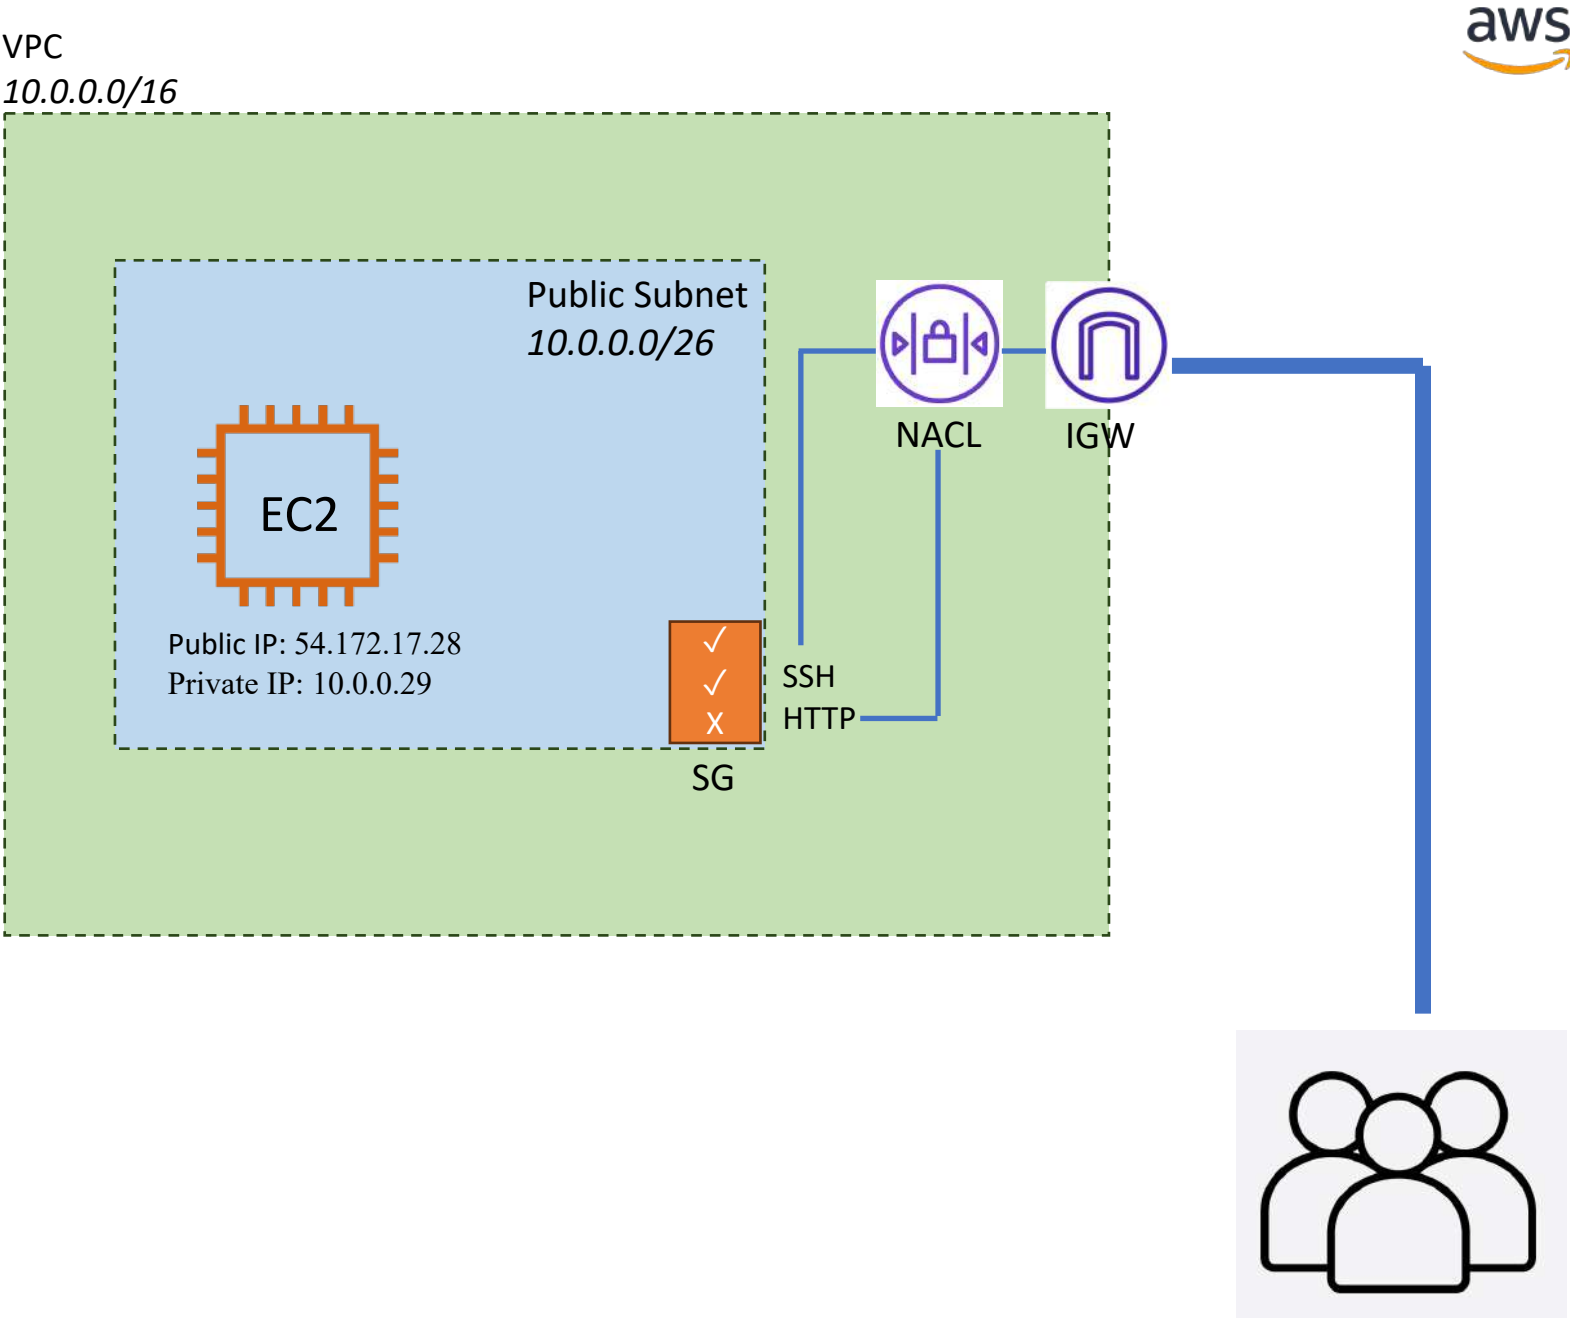 aws
VPC
10.0.0.0/16
Public Subnet
10.0.0.0/26
NACL
IGW
EC2
Public IP: 54.172.17.28
Private IP: 10.0.0.29
✓
✓
X
SSH
HTTP
SG